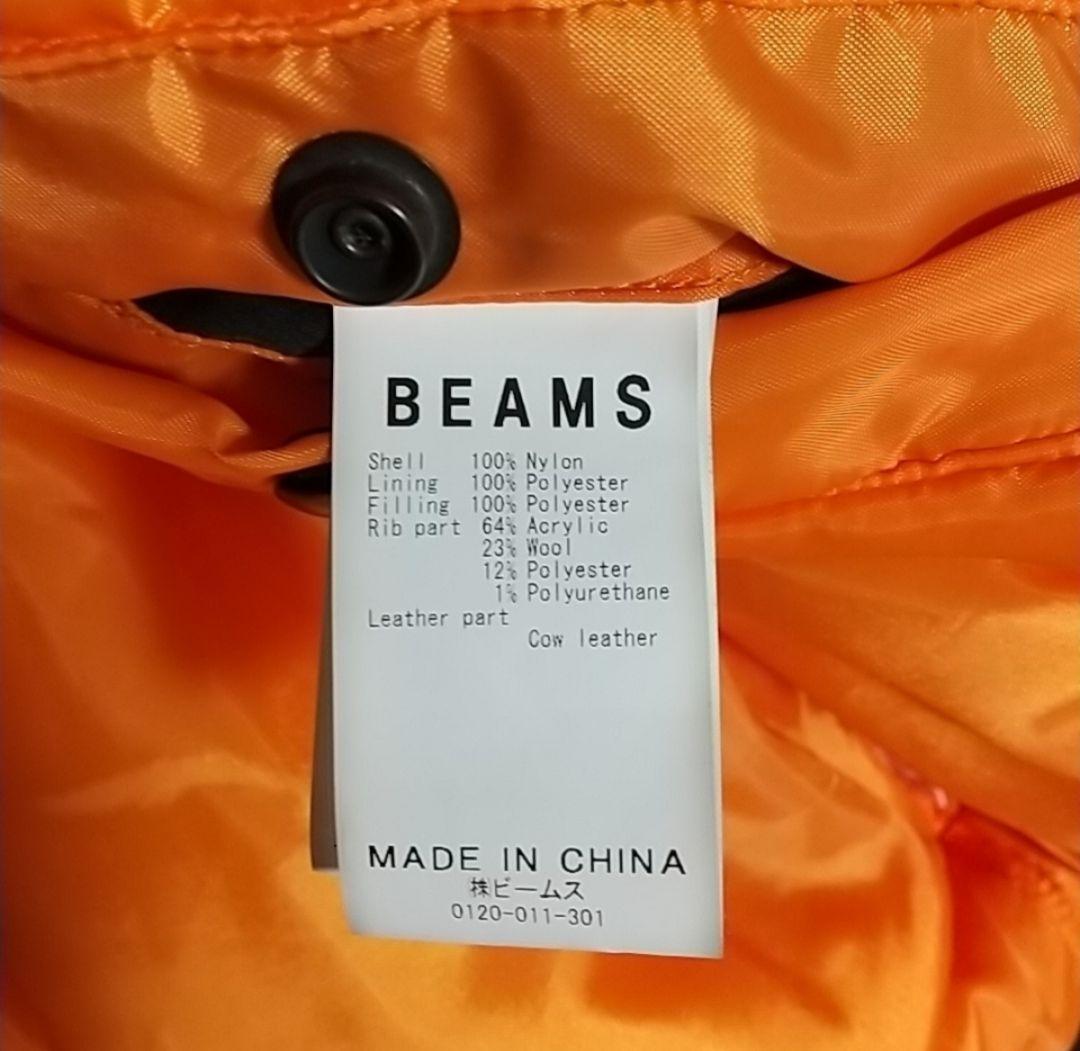 BEAMS
Shell 100% Nylon
Lining 100% Polyester
Filling 100% Polyester
Rib part 64% Acrylic
23% Wool
12% Polyester
1% Polyurethane
Leather part
Cow leather
MADE IN CHINA
㈱ビームス
0120-011-301